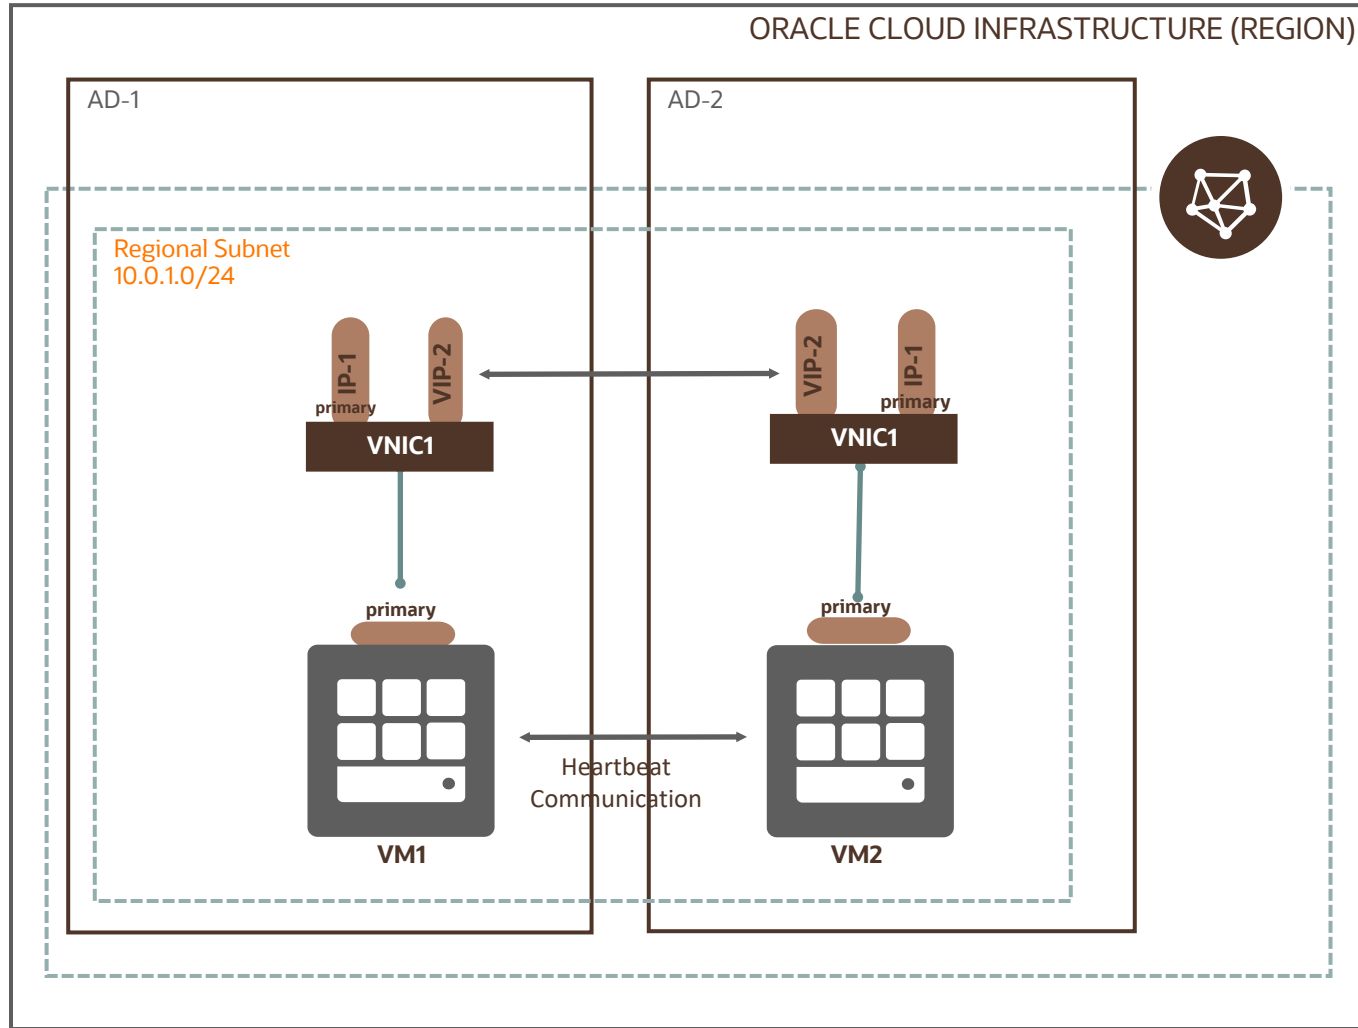 ORACLE CLOUD INFRASTRUCTURE (REGION)
AD-1
AD-2
Regional Subnet
10.0.1.0/24
IP-1
primary
VIP-2
VIP-2
IP-1
primary
VNIC1
VNIC1
primary
primary
Heartbeat
Communication
VM1
VM2